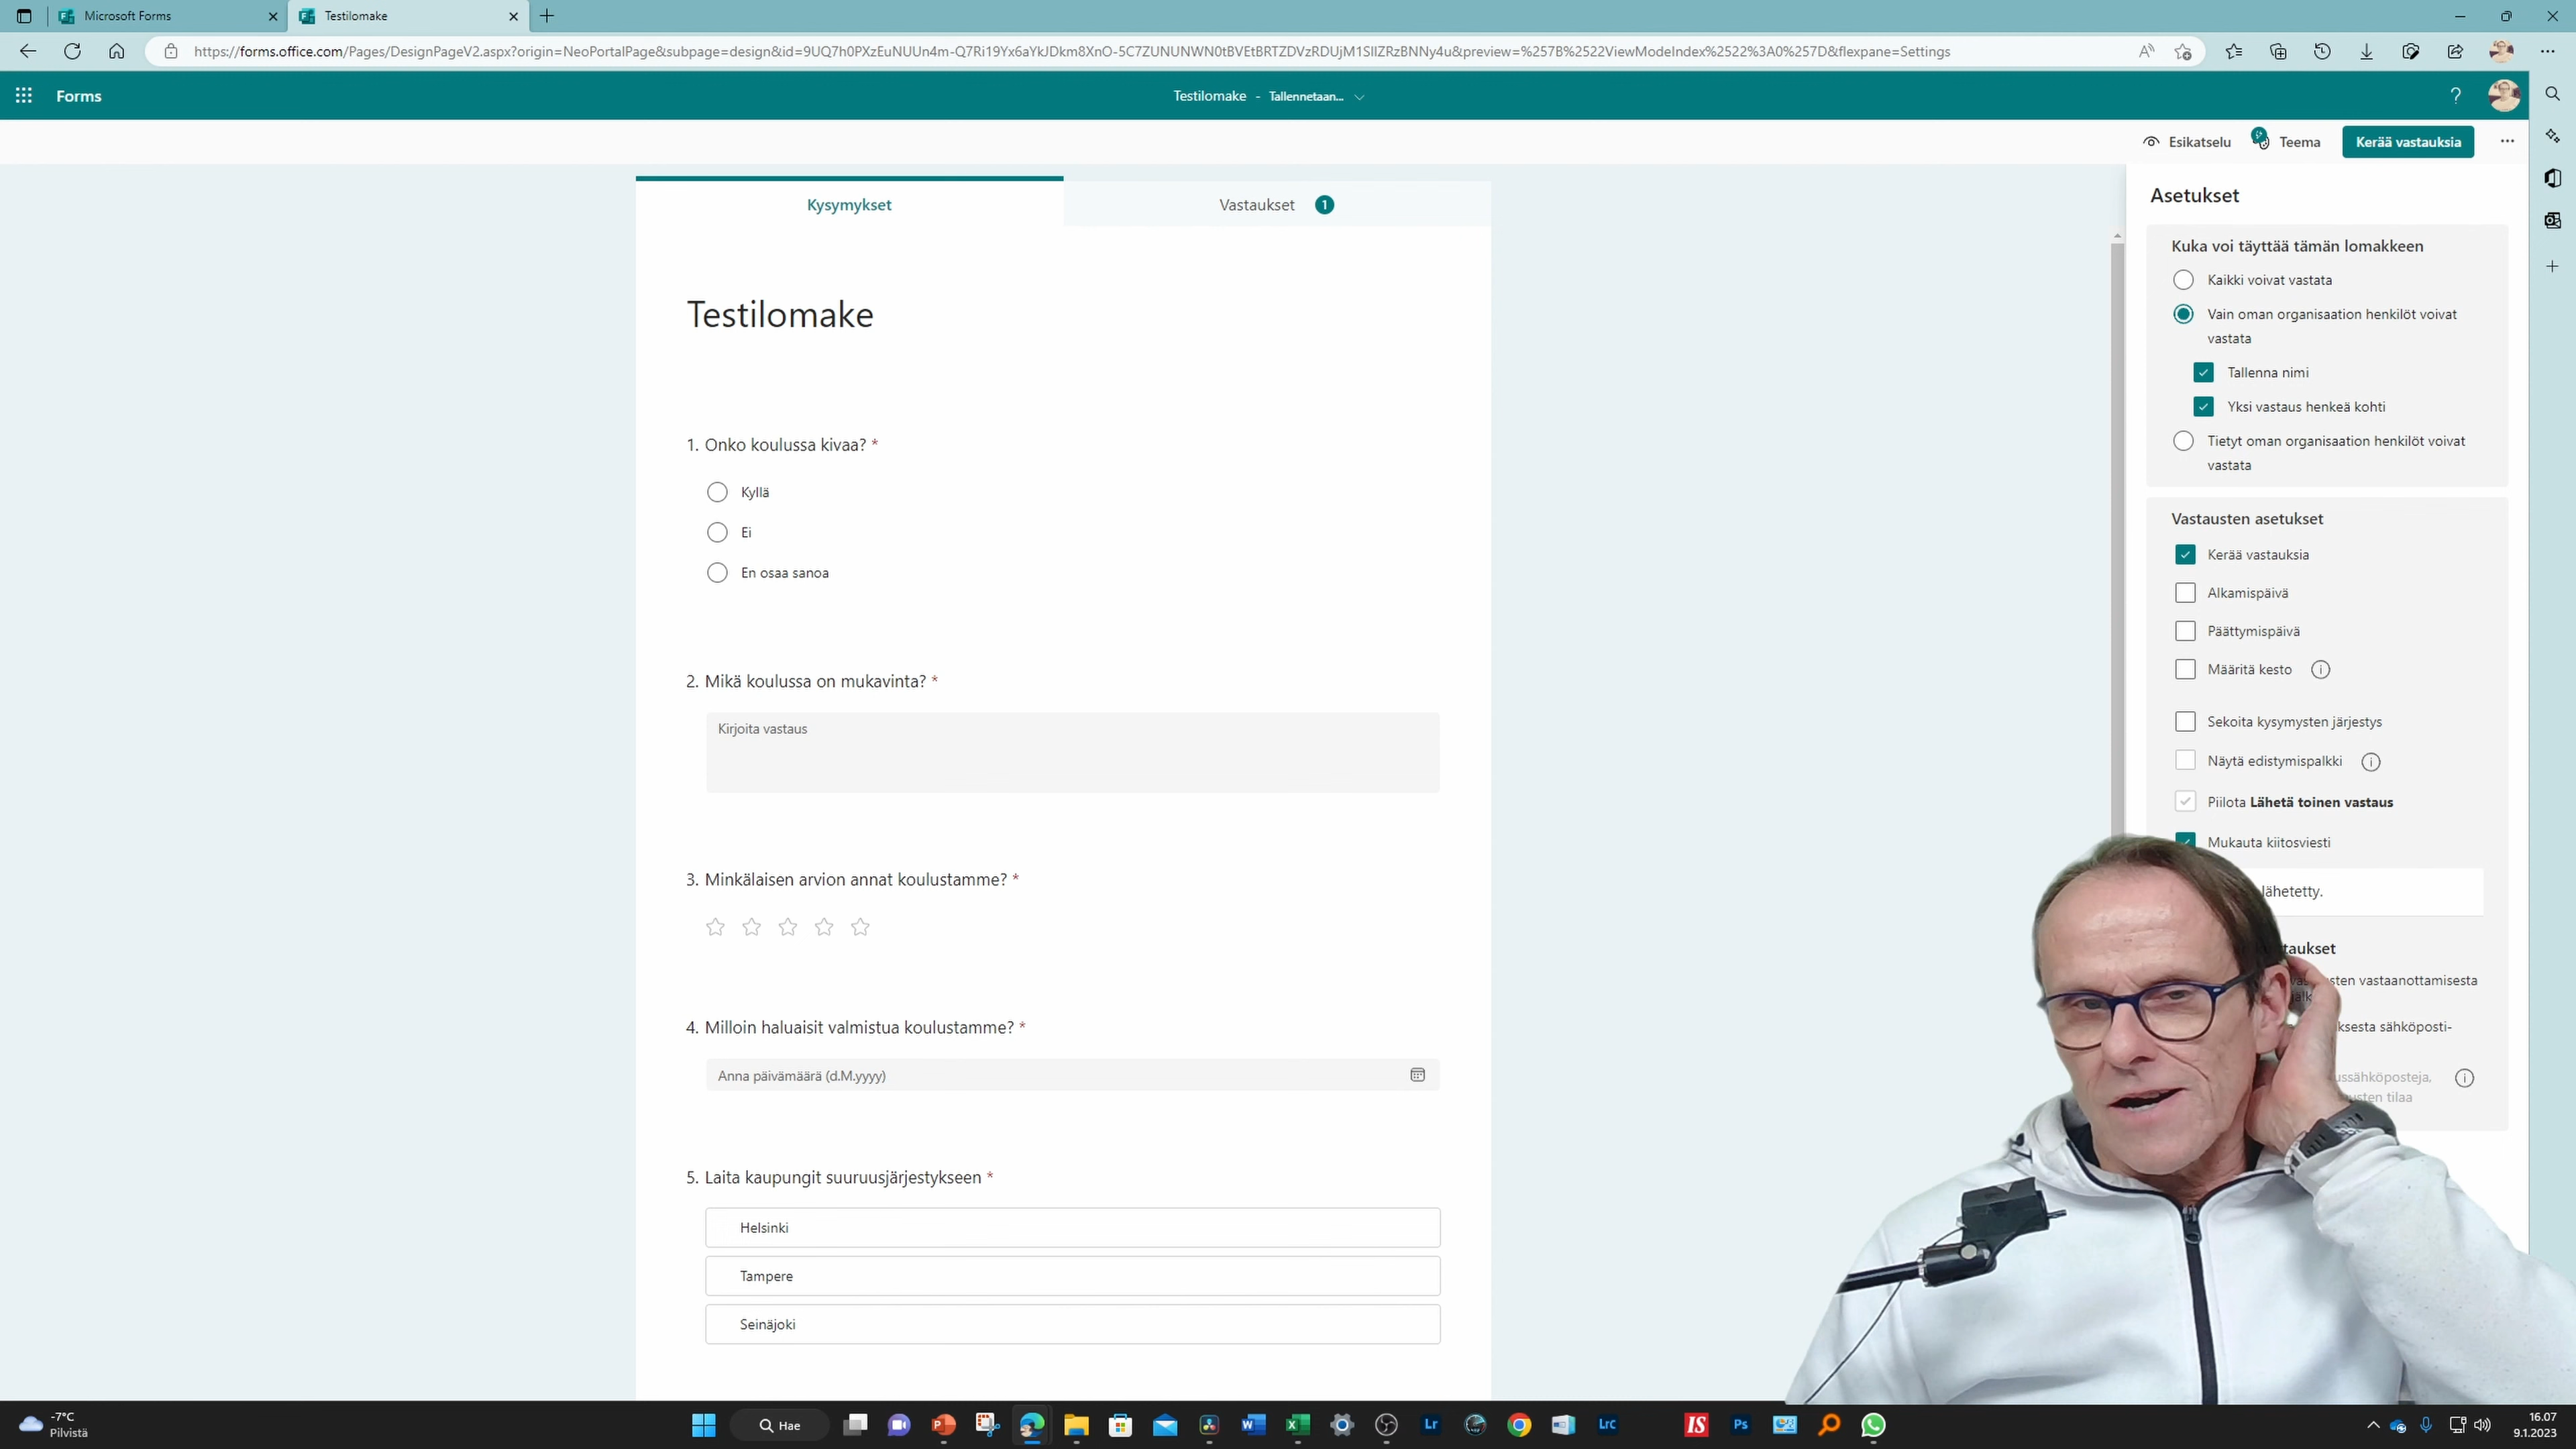 Microsoft Forms
Testilomake
https://forms.office.com/Pages/DesignPageV2.aspx?origin=NeoPortalPage&subpage=design&id=9UQ7h0PXzEuNUUn4m-Q7Ri19Yx6aYkJDkm8XnO-5C7ZUNUNWN0tBVEtBRTZDVzRDUjM1SlIZRzBNNy4u&preview=%257B%2522ViewModeIndex%2522%3A0%257D&flexpane=Settings
Forms
Testilomake - Tallennetaan...
?
Esikatselu
Teema
Kerää vastauksia
Kysymykset
Vastaukset 1
Testilomake
1. Onko koulussa kivaa? *
Kyllä
Ei
En osaa sanoa
2. Mikä koulussa on mukavinta? *
Kirjoita vastaus
3. Minkälaisen arvion annat koulustamme? *
4. Milloin haluaisit valmistua koulustamme? *
Anna päivämäärä (d.M.yyyy)
5. Laita kaupungit suuruusjärjestykseen *
Helsinki
Tampere
Seinäjoki
Asetukset
Kuka voi täyttää tämän lomakkeen
Kaikki voivat vastata
Vain oman organisaation henkilöt voivat
vastata
Tallenna nimi
Yksi vastaus henkeä kohti
Tietyt oman organisaation henkilöt voivat
vastata
Vastausten asetukset
Kerää vastauksia
Alkamispäivä
Päättymispäivä
Määritä kesto
Sekoita kysymysten järjestys
Näytä edistymispalkki
Piilota Lähetä toinen vastaus
Mukauta kiitosviesti
lähetetty.
vastaanottamisesta
-7°C
Pilvistä
Hae
Lr
LrC
IS
Ps
16.07
9.1.2023